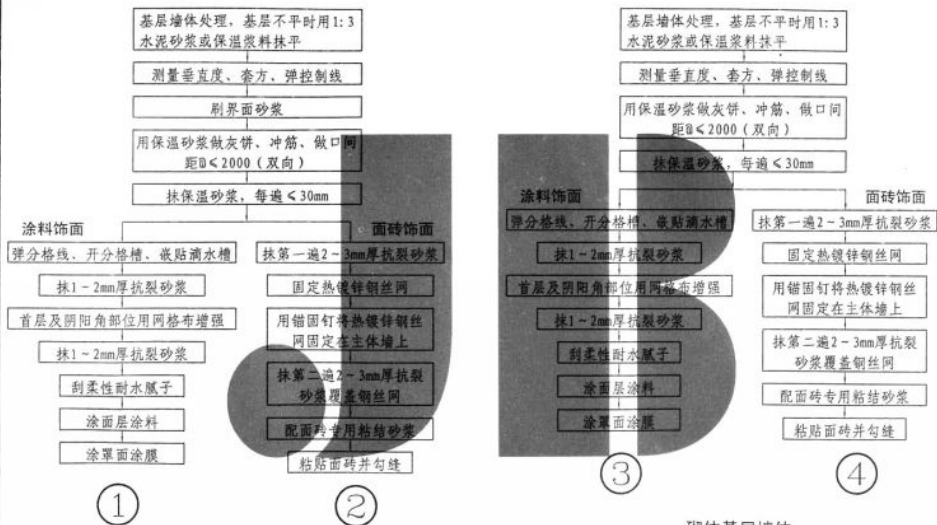 基层墙体处理，基层不平时用1:3
水泥砂浆或保温浆料抹平
测量垂直度、套方、弹控制线
刷界面砂浆
用保温砂浆做灰饼、冲筋、做口间
距@≤2000（双向）
抹保温砂浆，每遍≤30mm
涂料饰面
弹分格线、开分格槽、嵌贴滴水槽
抹1～2mm厚抗裂砂浆
首层及阴阳角部位用网格布增强
抹1～2mm厚抗裂砂浆
刮柔性耐水腻子
涂面层涂料
涂罩面涂膜
①
面砖饰面
抹第一遍2～3mm厚抗裂砂浆
固定热镀锌钢丝网
用锚固钉将热镀锌钢丝
网固定在主体墙上
抹第二遍2～3mm厚抗裂
砂浆覆盖钢丝网
配面砖专用粘结砂浆
粘贴面砖并勾缝
②
基层墙体处理，基层不平时用1:3
水泥砂浆或保温浆料抹平
测量垂直度、套方、弹控制线
用保温砂浆做灰饼、冲筋、做口间
距@≤2000（双向）
抹保温砂浆，每遍≤30mm
涂料饰面
弹分格线、开分格槽、嵌贴滴水槽
抹1～2mm厚抗裂砂浆
首层及阴阳角部位用网格布增强
抹1～2mm厚抗裂砂浆
刮柔性耐水腻子
涂面层涂料
涂罩面涂膜
③
面砖饰面
抹第一遍2～3mm厚抗裂砂浆
固定热镀锌钢丝网
用锚固钉将热镀锌钢丝
网固定在主体墙上
抹第二遍2～3mm厚抗裂
砂浆覆盖钢丝网
配面砖专用粘结砂浆
粘贴面砖并勾缝
④
JB